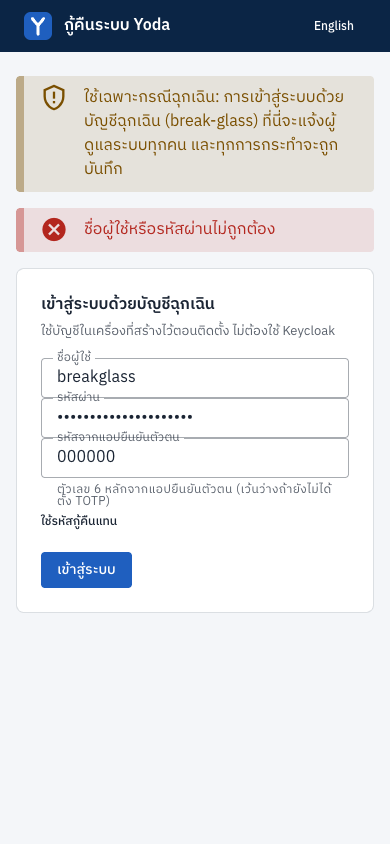 Y กู้คืนระบบ Yoda
English
ใช้เฉพาะกรณีฉุกเฉิน: การเข้าสู่ระบบด้วย
บัญชีฉุกเฉิน (break-glass) ที่นี่จะแจ้งผู้
ดูแลระบบทุกคน และทุกการกระทำจะถูก
บันทึก
ชื่อผู้ใช้หรือรหัสผ่านไม่ถูกต้อง
เข้าสู่ระบบด้วยบัญชีฉุกเฉิน
ใช้บัญชีในเครื่องที่สร้างไว้ตอนติดตั้ง ไม่ต้องใช้ Keycloak
ชื่อผู้ใช้
breakglass
รหัสผ่าน
•••••••••••••••••••••
รหัสจากแอปยืนยันตัวตน
000000
ตัวเลข 6 หลักจากแอปยืนยันตัวตน (เว้นว่างถ้ายังไม่ได้
ตั้ง TOTP)
ใช้รหัสกู้คืนแทน
เข้าสู่ระบบ